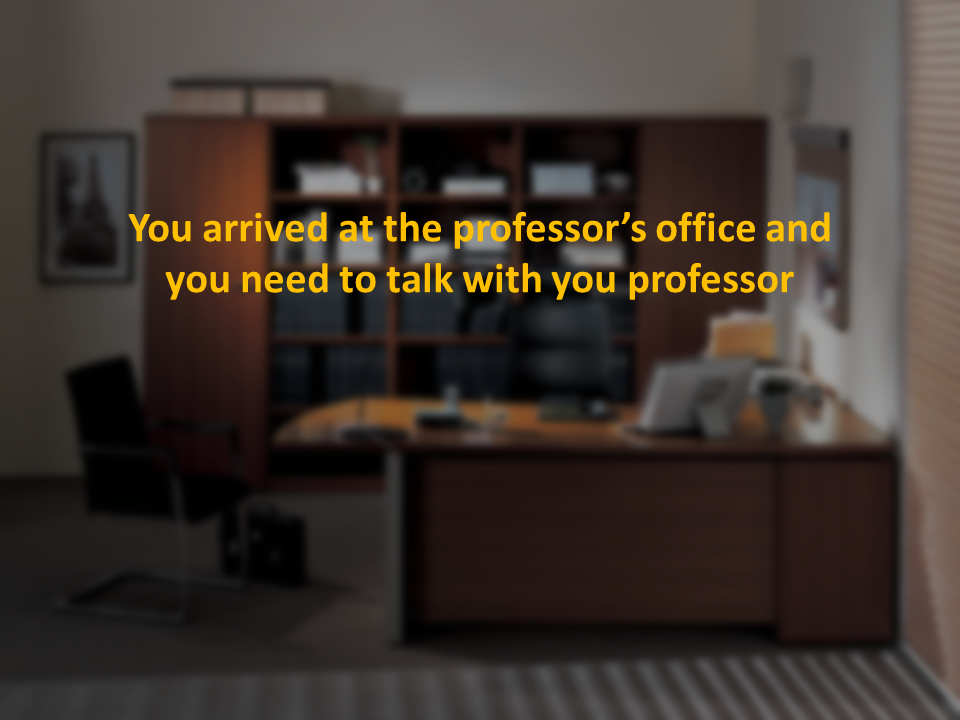 You arrived at the professor’s office and
you need to talk with you professor